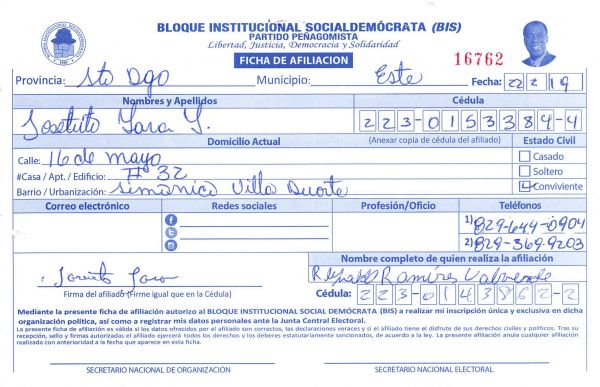 BLOQUE INSTITUCIONAL SOCIALDEMÓCRATA (BIS)
PARTIDO PEÑAGOMISTA
Libertad, Justicia, Democracia y Solidaridad
FICHA DE AFILIACION
16762
Provincia: Sto Dgo Municipio: Este Fecha: 22 2 19
Nombres y Apellidos Cédula
Lara 223-0153384-4
Domicilio Actual (Anexar copia de cédula del afiliado) Estado Civil
Calle: 16 de mayo Casado
#Casa / Apt. / Edificio: # 32 Soltero
Barrio / Urbanización: Simonico Villa Duarte Conviviente
Correo electrónico Redes sociales Profesión/Oficio Teléfonos
1) 829-644-0904
2) 829-369-9203
Nombre completo de quien realiza la afiliación
Ramires Valverde
Firma del afiliado (Firme igual que en la Cédula) Cédula: 223-0143862-2
Mediante la presente ficha de afiliación autorizo al BLOQUE INSTITUCIONAL SOCIAL DEMÓCRATA (BIS) a realizar mi inscripción única y exclusiva en dicha
organización política, así como a registrar mis datos personales ante la Junta Central Electoral.
La presente ficha de afiliación es válida si los datos ofrecidos por el afiliado son correctos, las declaraciones veraces y si el afiliado tiene el disfrute de sus derechos civiles y políticos. Tras su
recepción, sello y firmas autorizadas el afiliado ejercerá todos los derechos y los deberes estatutariamente sancionados, de acuerdo a la ley. La presente afiliación anula cualquier afiliación
realizada con anterioridad a la fecha que aparece en esta ficha.
SECRETARIO NACIONAL DE ORGANIZACIÓN SECRETARIO NACIONAL ELECTORAL